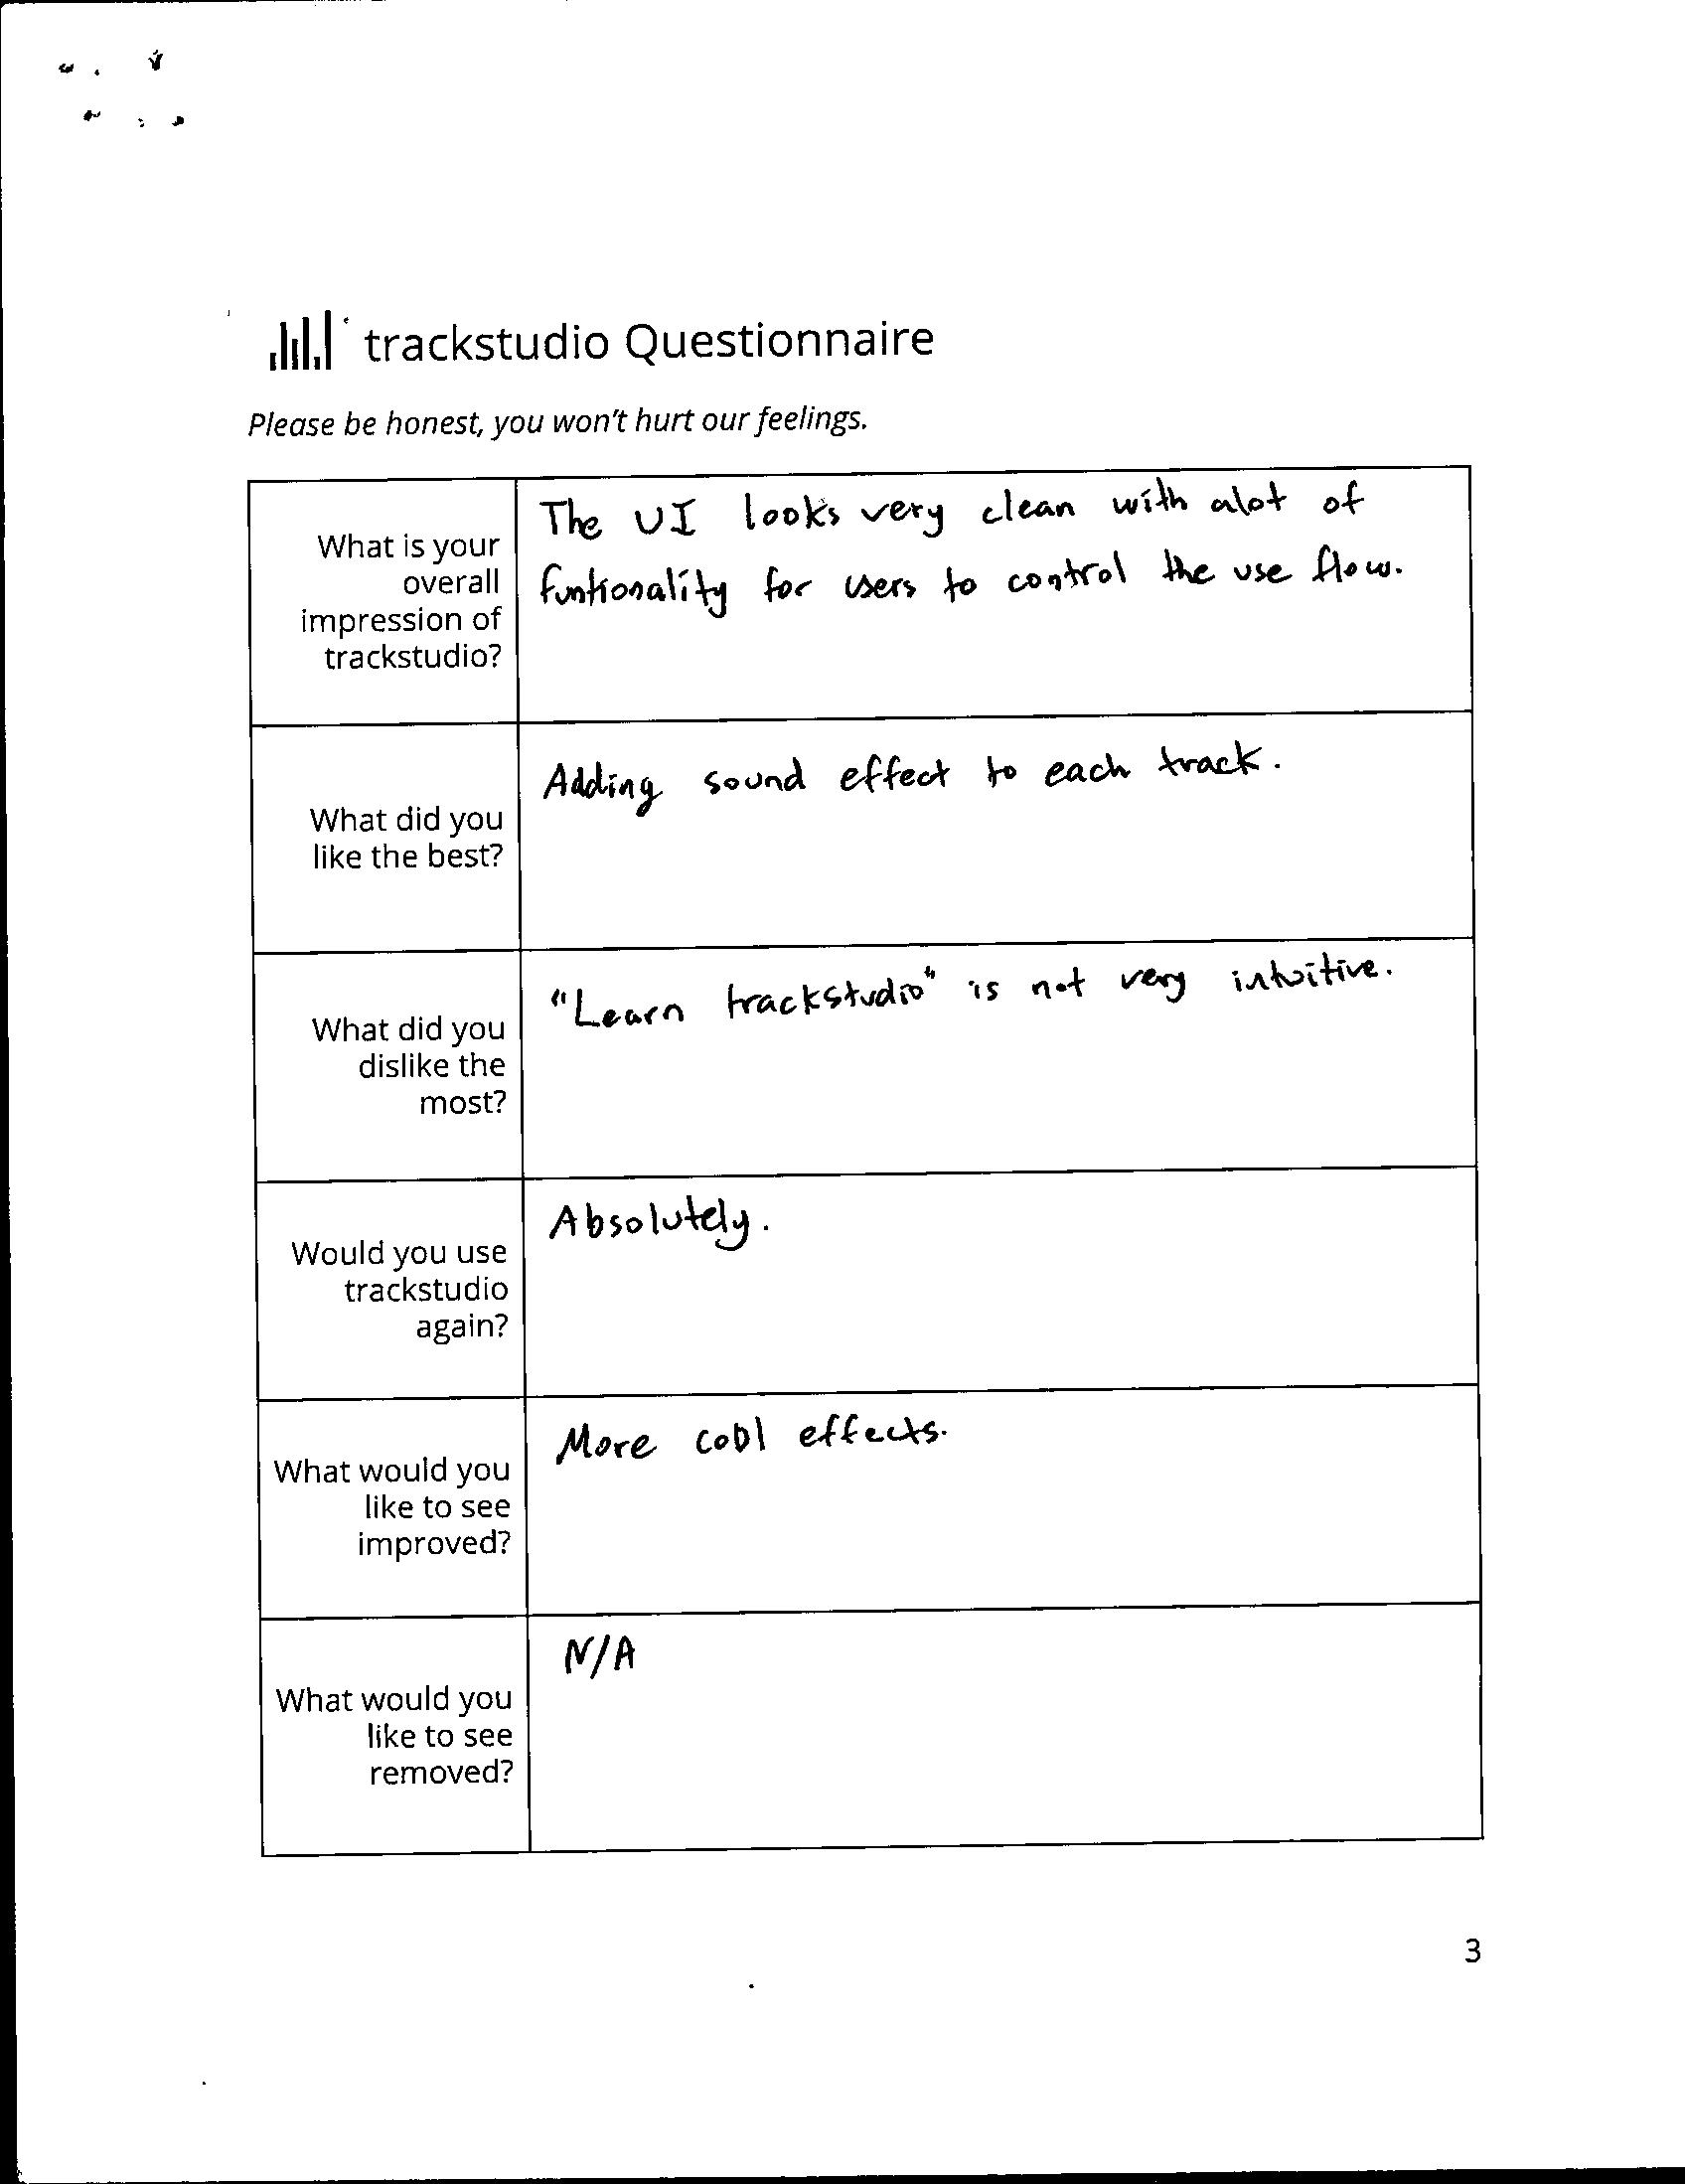 trackstudio Questionnaire
Please be honest, you won't hurt our feelings.
What is your
overall
impression of
trackstudio?
The UI looks very clean with alot of
funtionality for users to control the use flow.
What did you
like the best?
Adding sound effect to each track.
What did you
dislike the
most?
"Learn trackstudio" is not very intuitive.
Would you use
trackstudio
again?
Absolutely.
What would you
like to see
improved?
More cool effects.
What would you
like to see
removed?
N/A
3